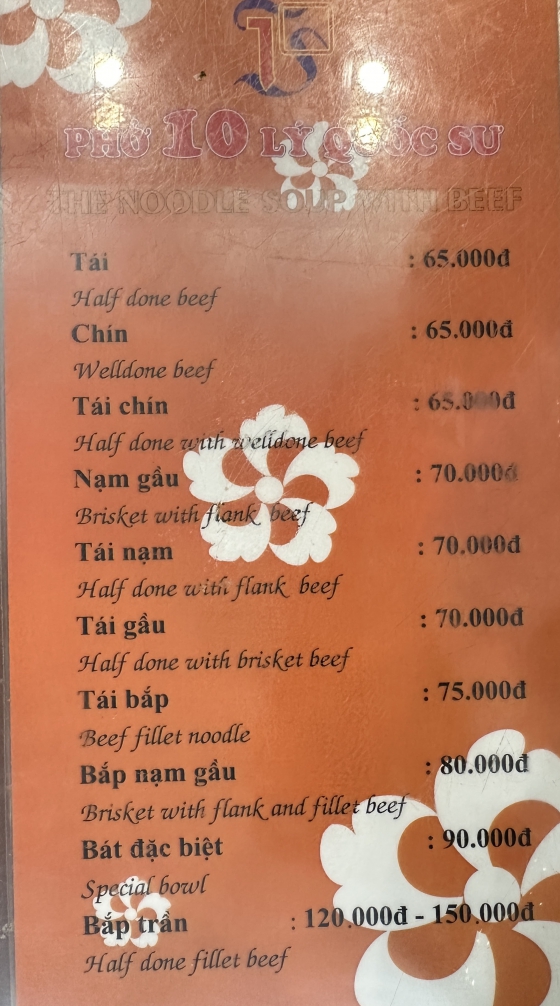 PHỞ 10 LÝ QUỐC SƯ
THE NOODLE SOUP WITH BEEF
Tái : 65.000đ
Half done beef
Chín : 65.000đ
Welldone beef
Tái chín : 65.000đ
Half done with welldone beef
Nạm gầu : 70.000đ
Brisket with flank beef
Tái nạm : 70.000đ
Half done with flank beef
Tái gầu : 70.000đ
Half done with brisket beef
Tái bắp : 75.000đ
Beef fillet noodle
Bắp nạm gầu : 80.000đ
Brisket with flank and fillet beef
Bát đặc biệt : 90.000đ
Special bowl
Bắp trần : 120.000đ - 150.000đ
Half done fillet beef